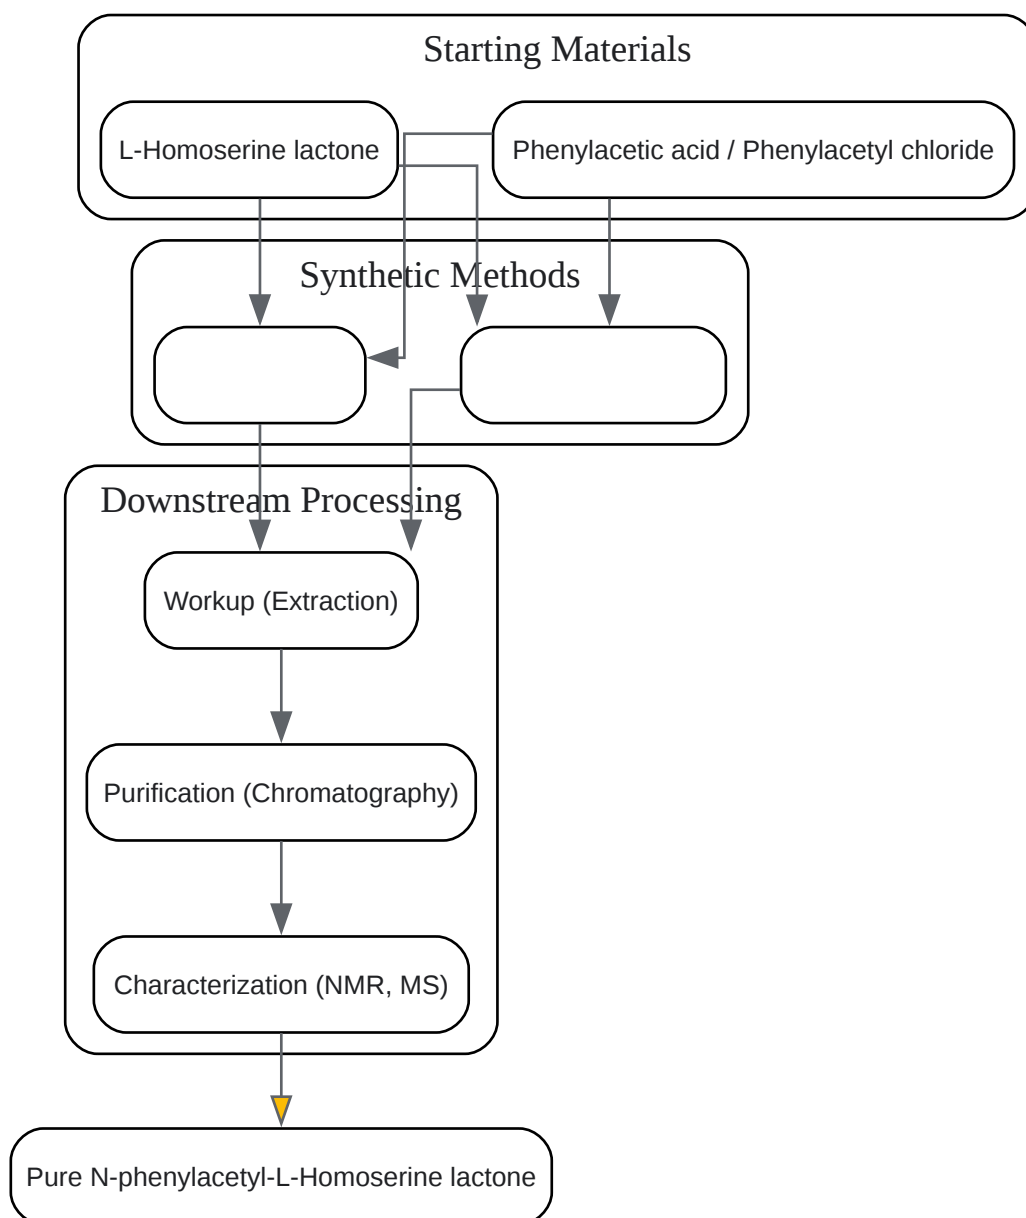 Starting Materials
L-Homoserine lactone
Phenylacetic acid / Phenylacetyl chloride
Synthetic Methods
Downstream Processing
Workup (Extraction)
Purification (Chromatography)
Characterization (NMR, MS)
Pure N-phenylacetyl-L-Homoserine lactone